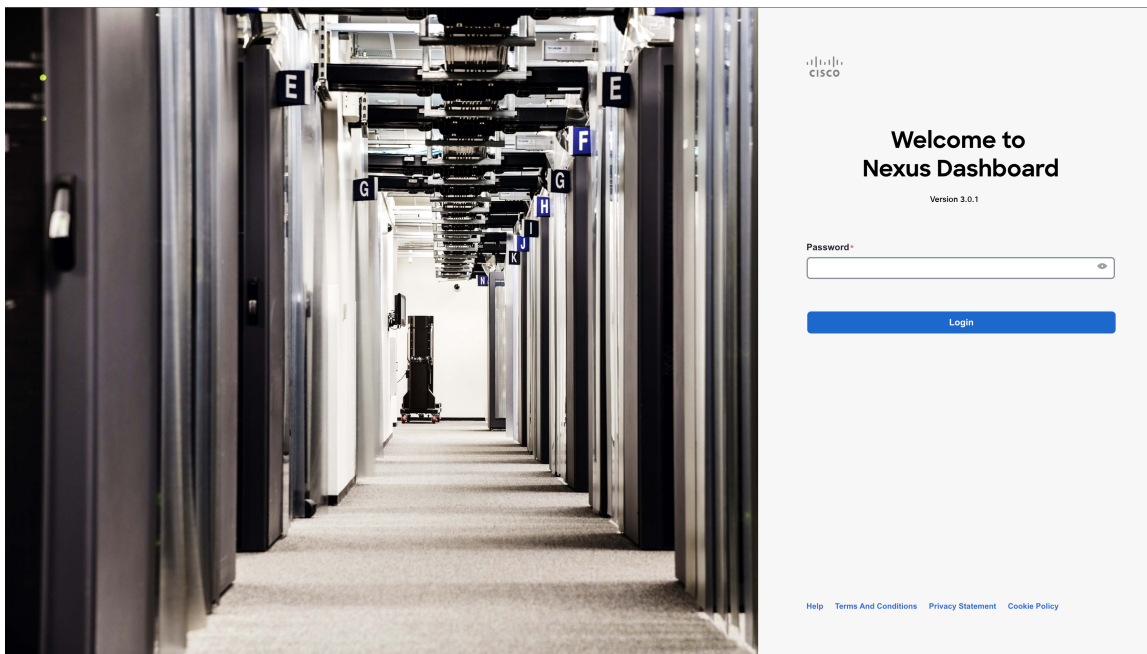 E
E
F
G
G
H
I
J
K
N
CISCO
Welcome to
Nexus Dashboard
Version 3.0.1
Password*
Login
Help Terms And Conditions Privacy Statement Cookie Policy